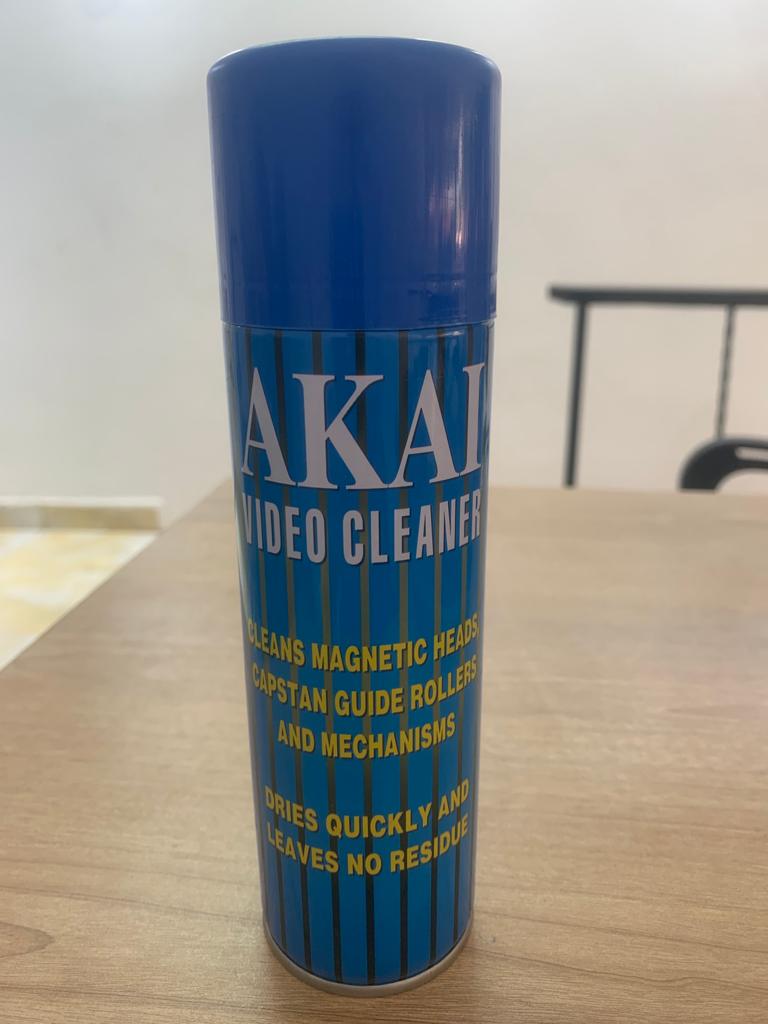 AKAI
VIDEO CLEANER
CLEANS MAGNETIC HEADS,
CAPSTAN GUIDE ROLLERS
AND MECHANISMS
DRIES QUICKLY AND
LEAVES NO RESIDUE